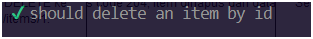 ✓ should delete an item by id